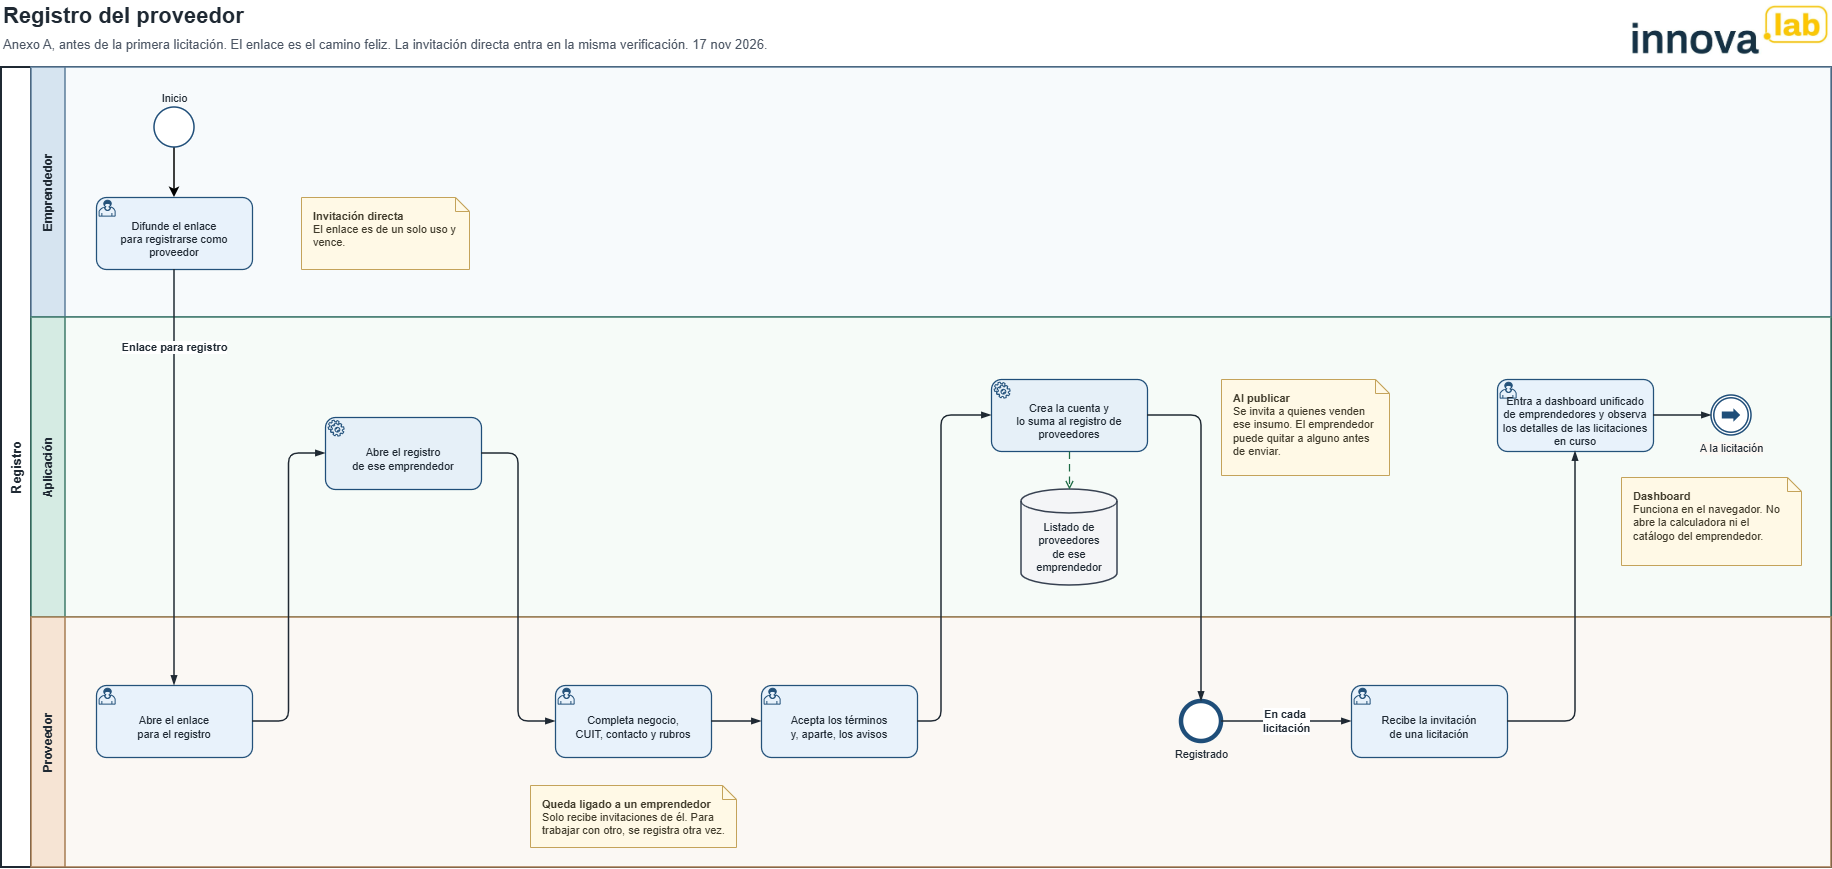 Registro del proveedor
Anexo A, antes de la primera licitación. El enlace es el camino feliz. La invitación directa entra en la misma verificación. 17 nov 2026.
innova.lab
Registro
Emprendedor
Inicio
Difunde el enlace
para registrarse como
proveedor
Invitación directa
El enlace es de un solo uso y
vence.
Aplicación
Enlace para registro
Abre el registro
de ese emprendedor
Crea la cuenta y
lo suma al registro de
proveedores
Listado de
proveedores
de ese
emprendedor
Al publicar
Se invita a quienes venden
ese insumo. El emprendedor
puede quitar a alguno antes
de enviar.
Entra a dashboard unificado
de emprendedores y observa
los detalles de las licitaciones
en curso
A la licitación
Dashboard
Funciona en el navegador. No
abre la calculadora ni el
catálogo del emprendedor.
Proveedor
Abre el enlace
para el registro
Completa negocio,
CUIT, contacto y rubros
Acepta los términos
y, aparte, los avisos
Registrado
En cada
licitación
Recibe la invitación
de una licitación
Queda ligado a un emprendedor
Solo recibe invitaciones de él. Para
trabajar con otro, se registra otra vez.